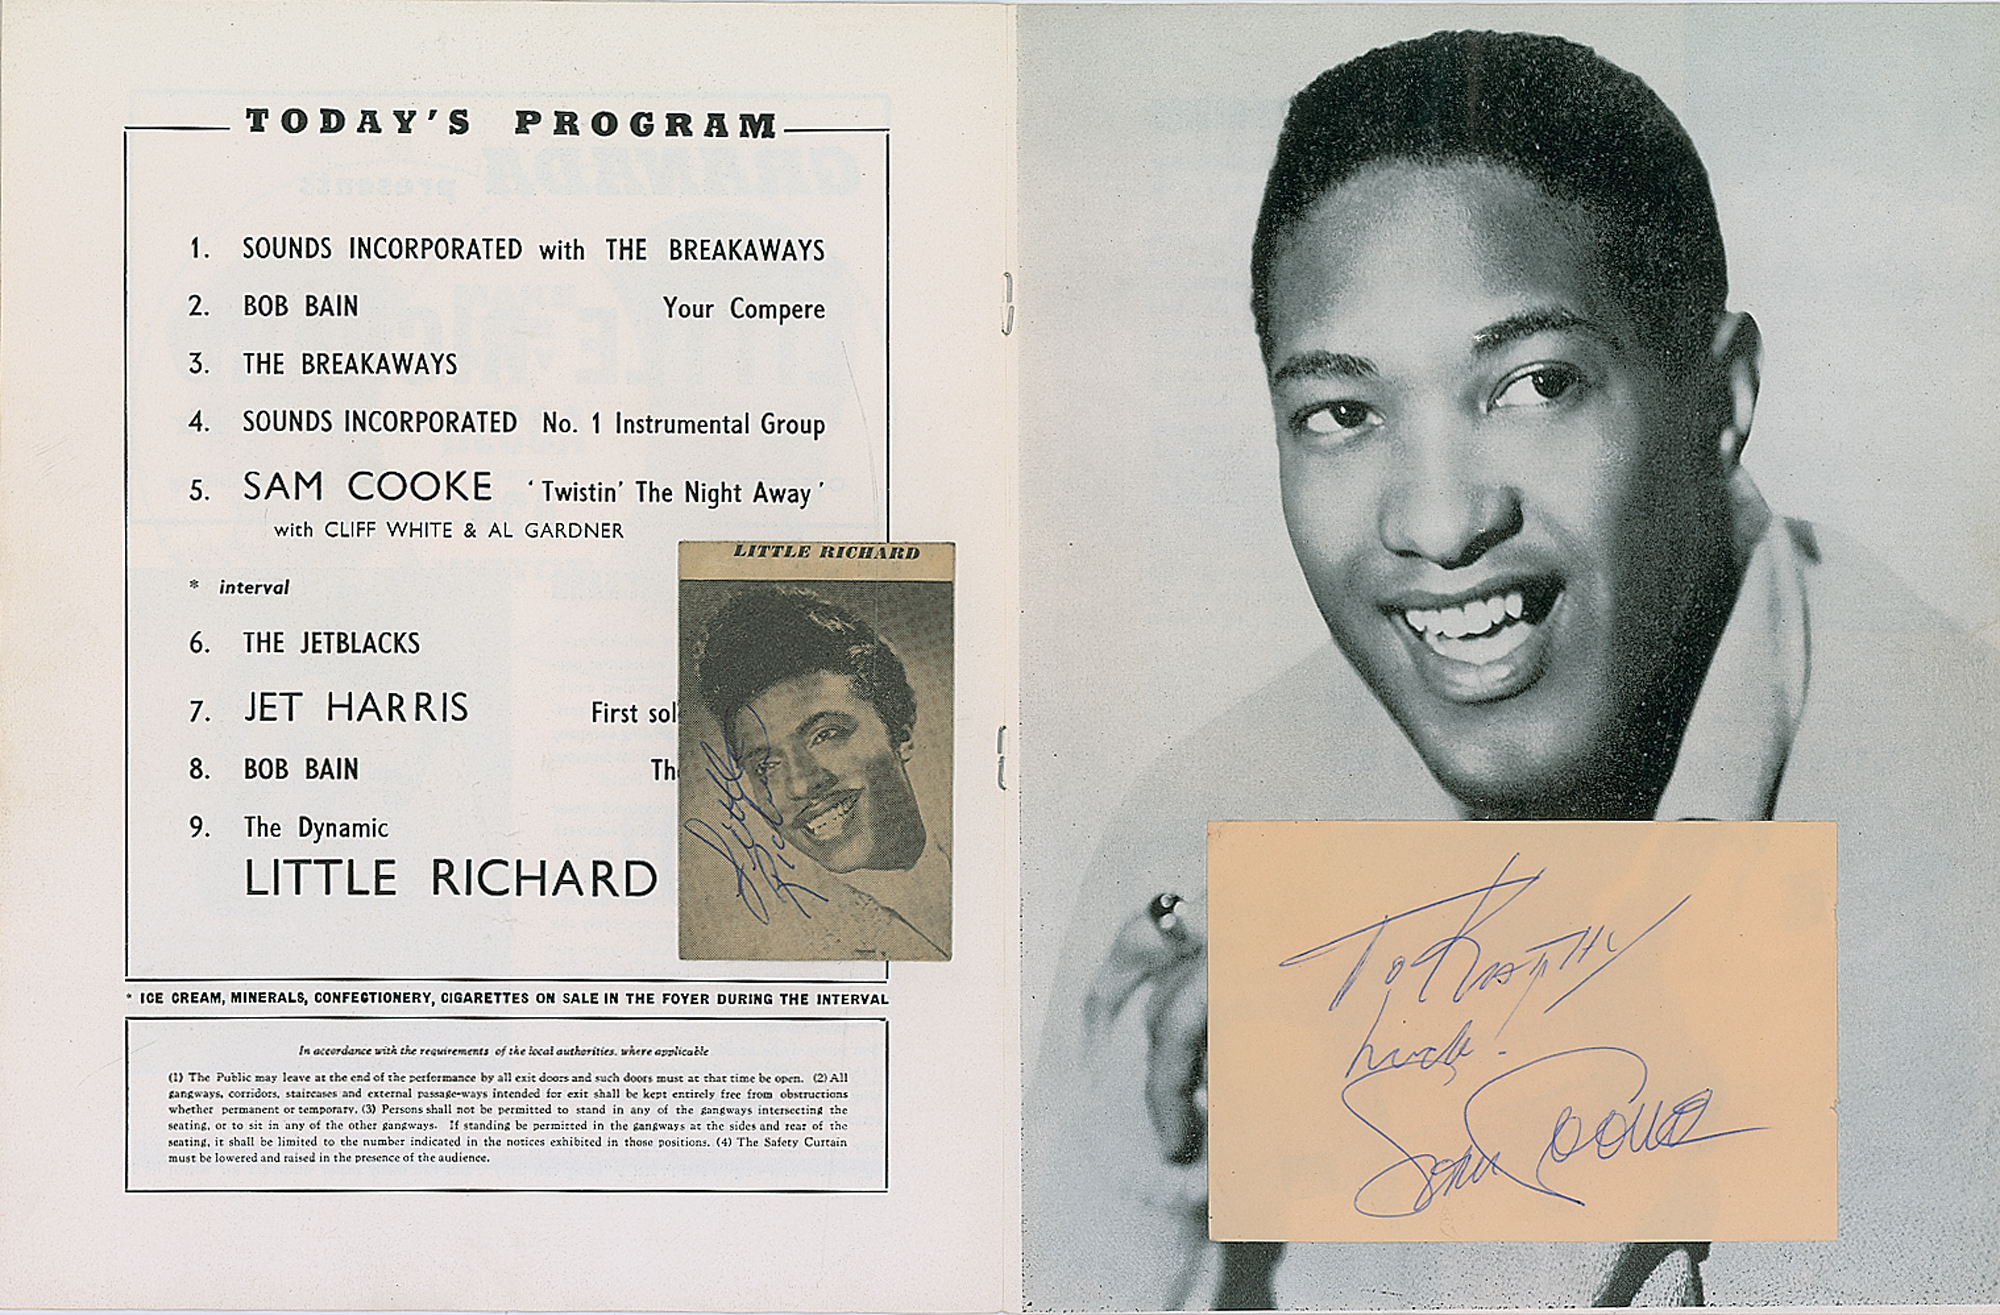 TODAY'S PROGRAM
1. SOUNDS INCORPORATED with THE BREAKAWAYS
2. BOB BAIN Your Compere
3. THE BREAKAWAYS
4. SOUNDS INCORPORATED No. 1 Instrumental Group
5. SAM COOKE 'Twistin' The Night Away'
with CLIFF WHITE & AL GARDNER
* interval
6. THE JETBLACKS
7. JET HARRIS First sol
8. BOB BAIN Th
9. The Dynamic
LITTLE RICHARD
* ICE CREAM, MINERALS, CONFECTIONERY, CIGARETTES ON SALE IN THE FOYER DURING THE INTERVAL
In accordance with the requirements of the local authorities, where applicable
(1) The Public may leave at the end of the performance by all exit doors and such doors must at that time be open. (2) All
gangways, corridors, staircases and external passage-ways intended for exit shall be kept entirely free from obstructions
whether permanent or temporary. (3) Persons shall not be permitted to stand in any of the gangways intersecting the
seating, or to sit in any of the other gangways. If standing be permitted in the gangways at the sides and rear of the
seating, it shall be limited to the number indicated in the notices exhibited in those positions. (4) The Safety Curtain
must be lowered and raised in the presence of the audience.
LITTLE RICHARD
Little
Richard
To Kathy
Luck.
Sam Cooke